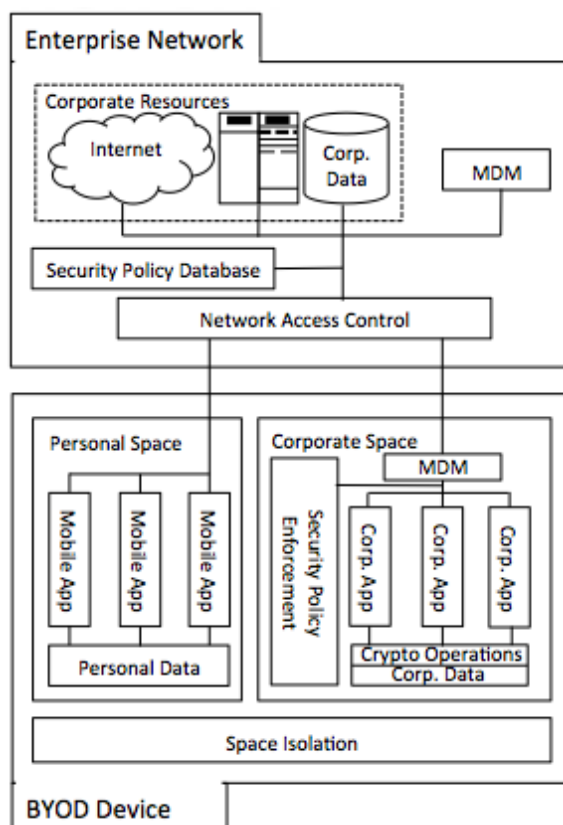 Enterprise Network
Corporate Resources
Internet
Corp.
Data
MDM
Security Policy Database
Network Access Control
Personal Space
Mobile App
Mobile App
Mobile App
Personal Data
Corporate Space
MDM
Security Policy
Enforcement
Corp. App
Corp. App
Corp. App
Crypto Operations
Corp. Data
Space Isolation
BYOD Device